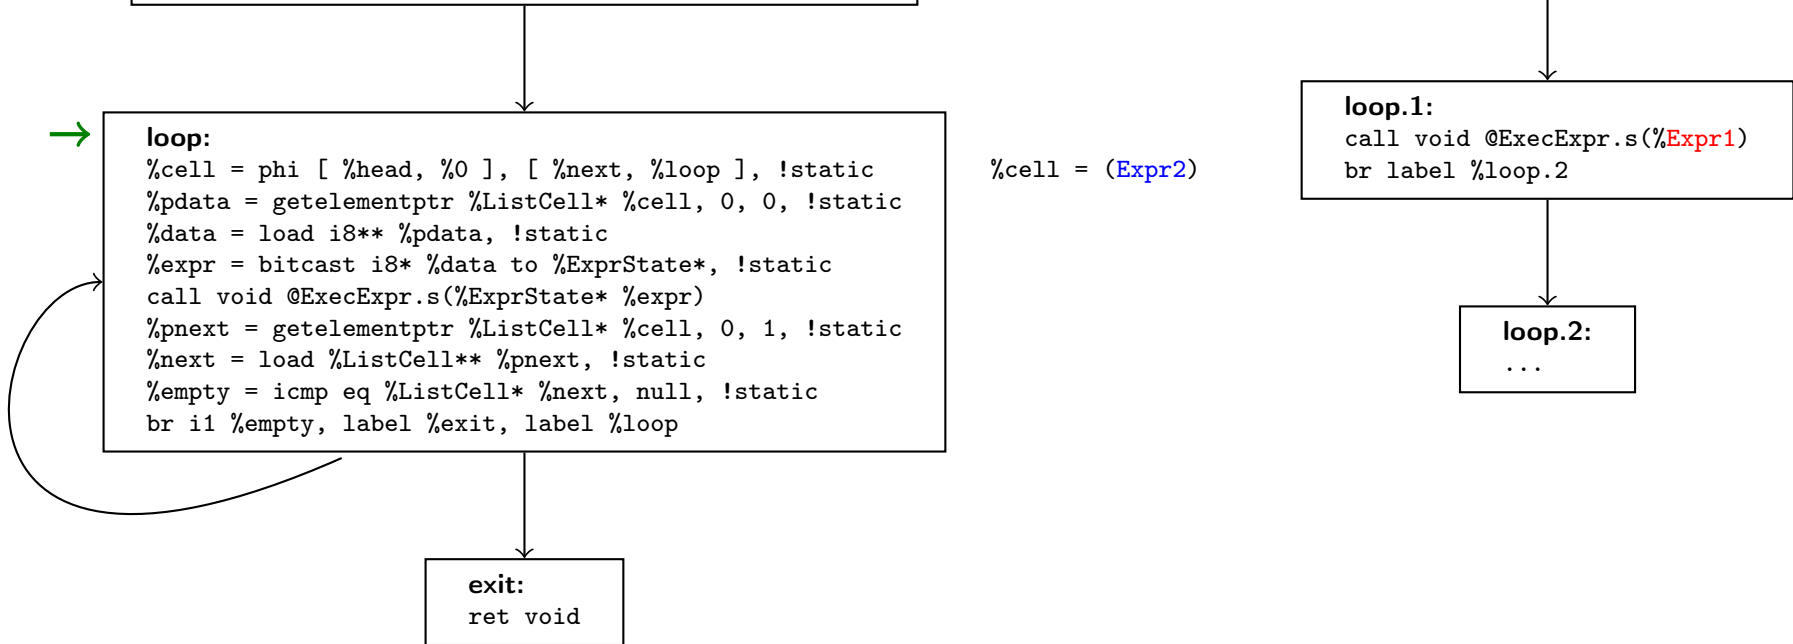 loop:
%cell = phi [ %head, %0 ], [ %next, %loop ], !static
%pdata = getelementptr %ListCell* %cell, 0, 0, !static
%data = load i8** %pdata, !static
%expr = bitcast i8* %data to %ExprState*, !static
call void @ExecExpr.s(%ExprState* %expr)
%pnext = getelementptr %ListCell* %cell, 0, 1, !static
%next = load %ListCell** %pnext, !static
%empty = icmp eq %ListCell* %next, null, !static
br i1 %empty, label %exit, label %loop
exit:
ret void
%cell = (Expr2)
loop.1:
call void @ExecExpr.s(%Expr1)
br label %loop.2
loop.2:
...